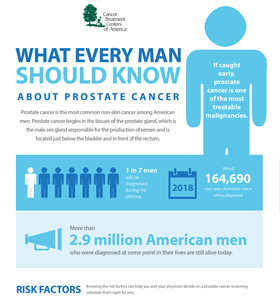 Cancer
Treatment
Centers
of America
WHAT EVERY MAN
SHOULD KNOW
ABOUT PROSTATE CANCER
Prostate cancer is the most common non-skin cancer among American
men. Prostate cancer begins in the tissues of the prostate gland, which is
the male sex gland responsible for the production of semen and is
located just below the bladder and in front of the rectum.
If caught
early,
prostate
cancer is one
of the most
treatable
malignancies.
1 in 7 men
will be
diagnosed
during his
lifetime.
2018
About
164,690
new cases of prostate cancer
will be diagnosed.
More than
2.9 million American men
who were diagnosed at some point in their lives are still alive today.
RISK FACTORS
Knowing the risk factors can help you and your physician decide on a prostate cancer screening
schedule that's right for you.